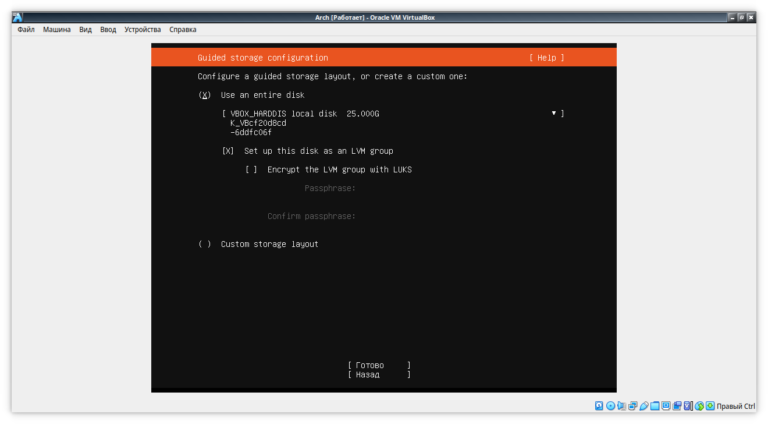 Arch [Работает] - Oracle VM VirtualBox
Файл Машина Вид Ввод Устройства Справка
Guided storage configuration [ Help ]
Configure a guided storage layout, or create a custom one:
(X) Use an entire disk
[ VBOX_HARDDIS local disk 25.000G ▾ ]
K_VBcf20d8cd
-6ddfc06f
[X] Set up this disk as an LVM group
[ ] Encrypt the LVM group with LUKS
Passphrase:
Confirm passphrase:
( ) Custom storage layout
[ Готово ]
[ Назад ]
Правый Ctrl